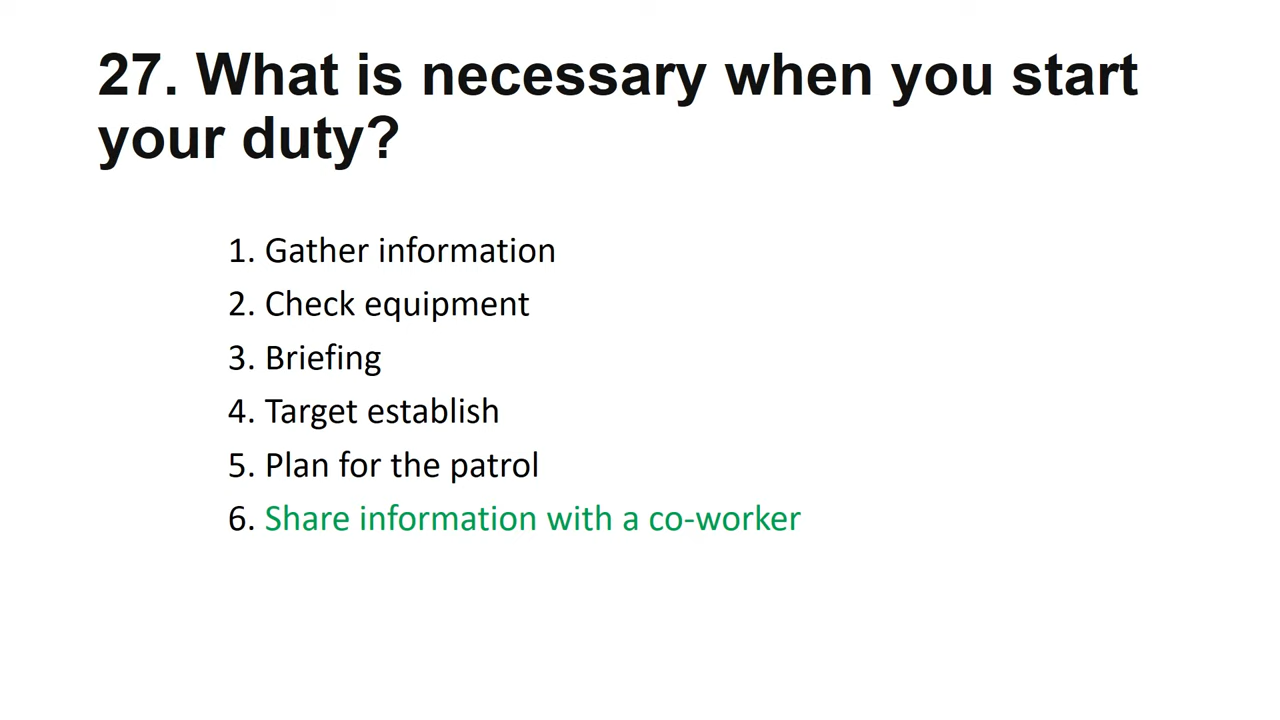 27. What is necessary when you start
your duty?
1. Gather information
2. Check equipment
3. Briefing
4. Target establish
5. Plan for the patrol
6. Share information with a co-worker